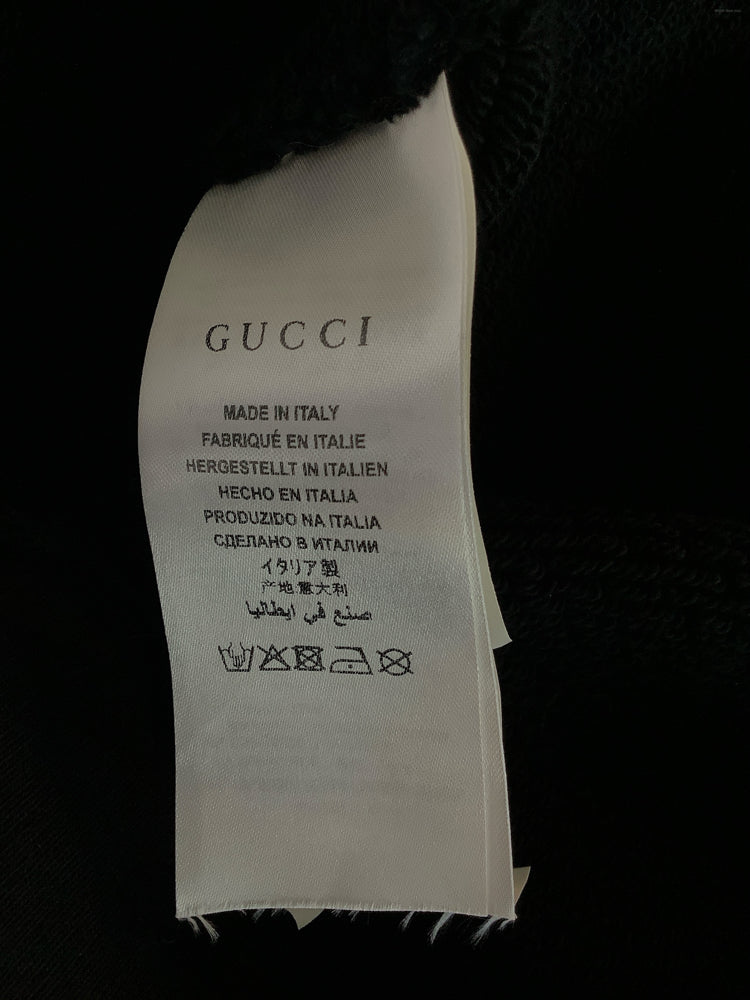 GUCCI
MADE IN ITALY
FABRIQUÉ EN ITALIE
HERGESTELLT IN ITALIEN
HECHO EN ITALIA
PRODUZIDO NA ITALIA
СДЕЛАНО В ИТАЛИИ
イタリア製
产地:意大利
صنع في ايطاليا